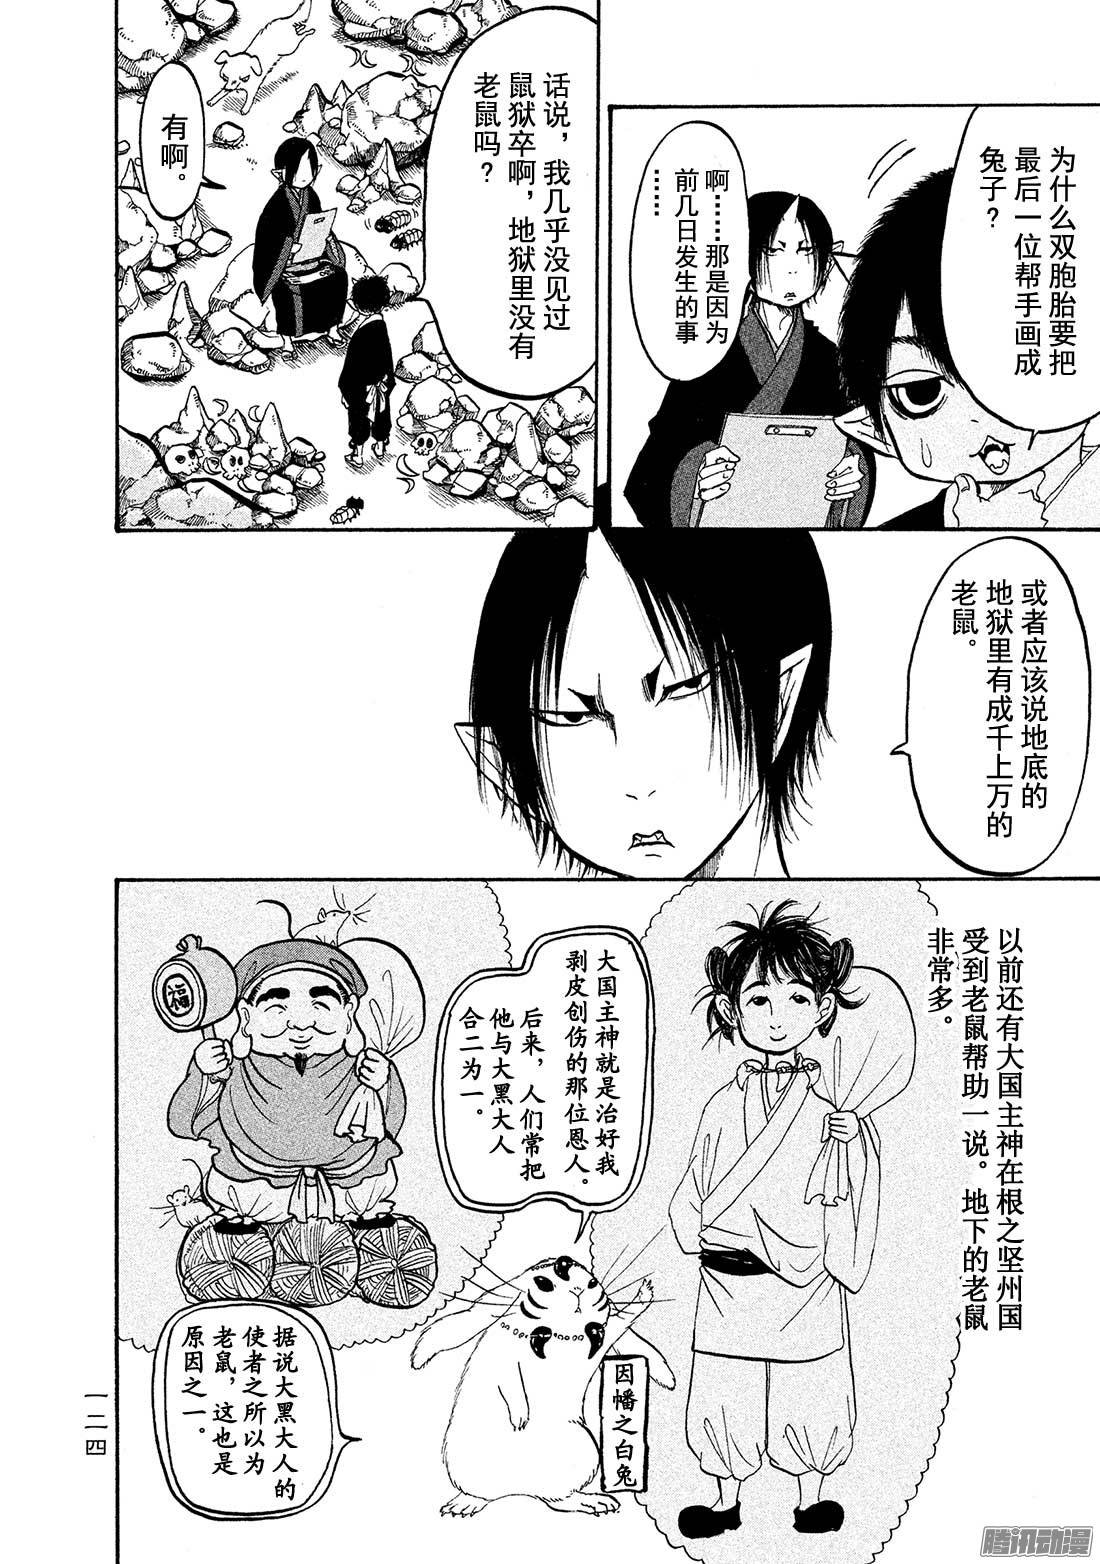 为什么双胞胎要把
最后一位帮手画成
兔子？
啊……那是因为
前几日发生的事
……
话说，我几乎没见过
鼠狱卒啊，地狱里没有
老鼠吗？
有啊。
或者应该说地底的
地狱里有成千上万的
老鼠。
以前还有大国主神在根之坚州国
受到老鼠帮助一说。地下的老鼠
非常多。
大国主神就是治好我
剥皮创伤的那位恩人。
后来，人们常把
他与大黑大人
合二为一。
福
因幡之白兔
据说大黑大人的
使者之所以为
老鼠，这也是
原因之一。
一二四
腾讯动漫